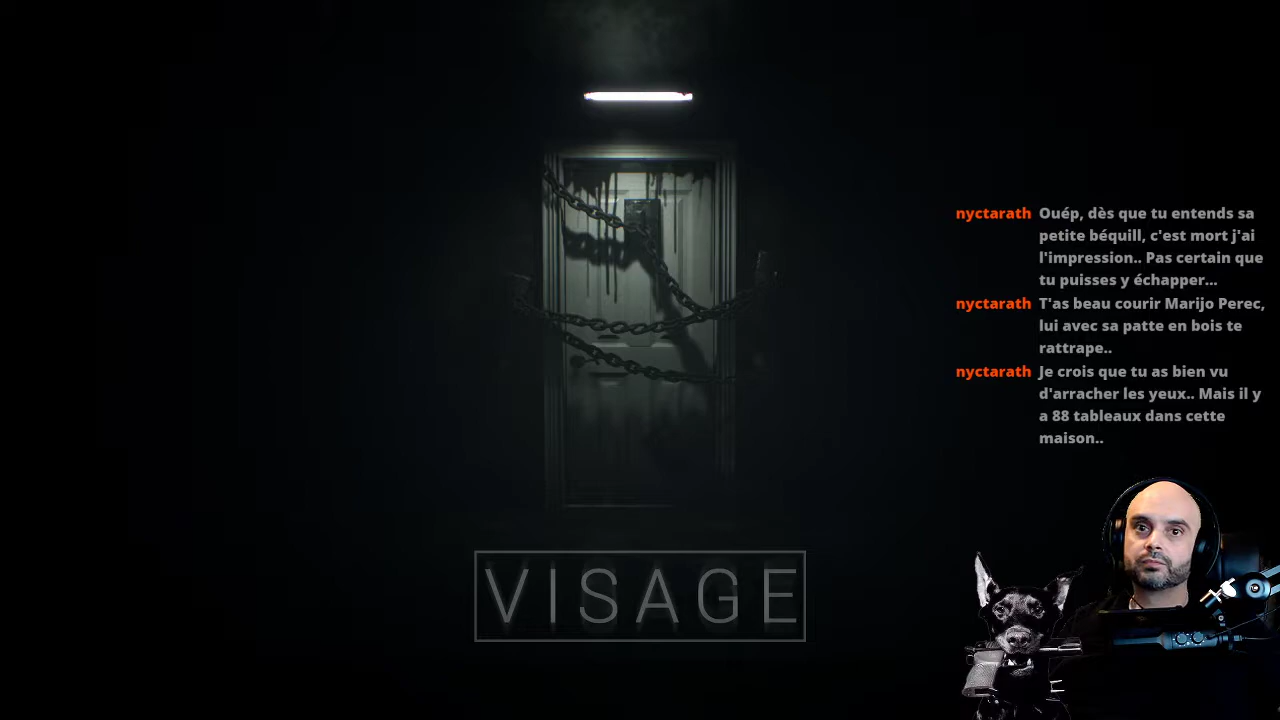 nyctarath Ouép, dès que tu entends sa
petite béquill, c'est mort j'ai
l'impression.. Pas certain que
tu puisses y échapper...
nyctarath T'as beau courir Marijo Perec,
lui avec sa patte en bois te
rattrape..
nyctarath Je crois que tu as bien vu
d'arracher les yeux.. Mais il y
a 88 tableaux dans cette
maison..
VISAGE